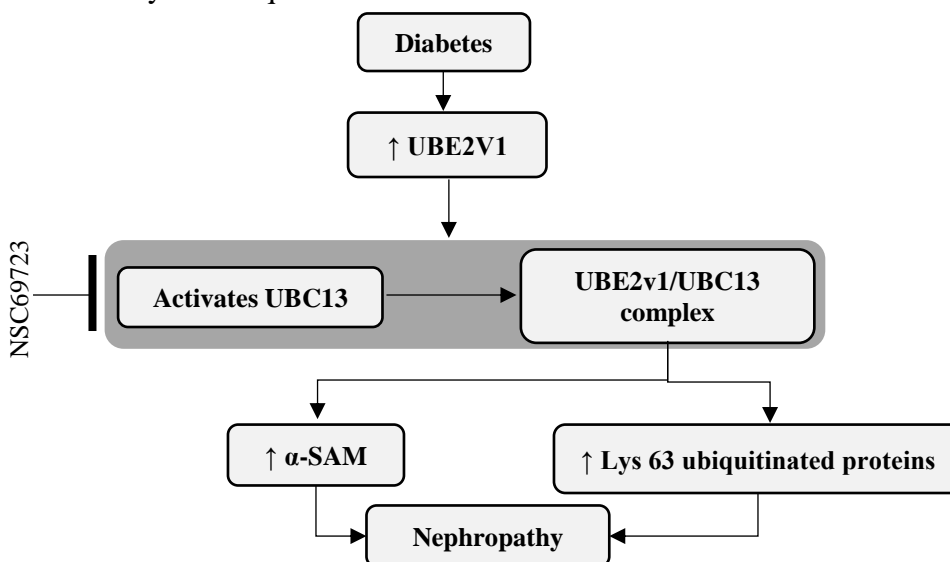 Diabetes
↑ UBE2V1
NSC69723
Activates UBC13
UBE2v1/UBC13
complex
↑ α-SAM
↑ Lys 63 ubiquitinated proteins
Nephropathy